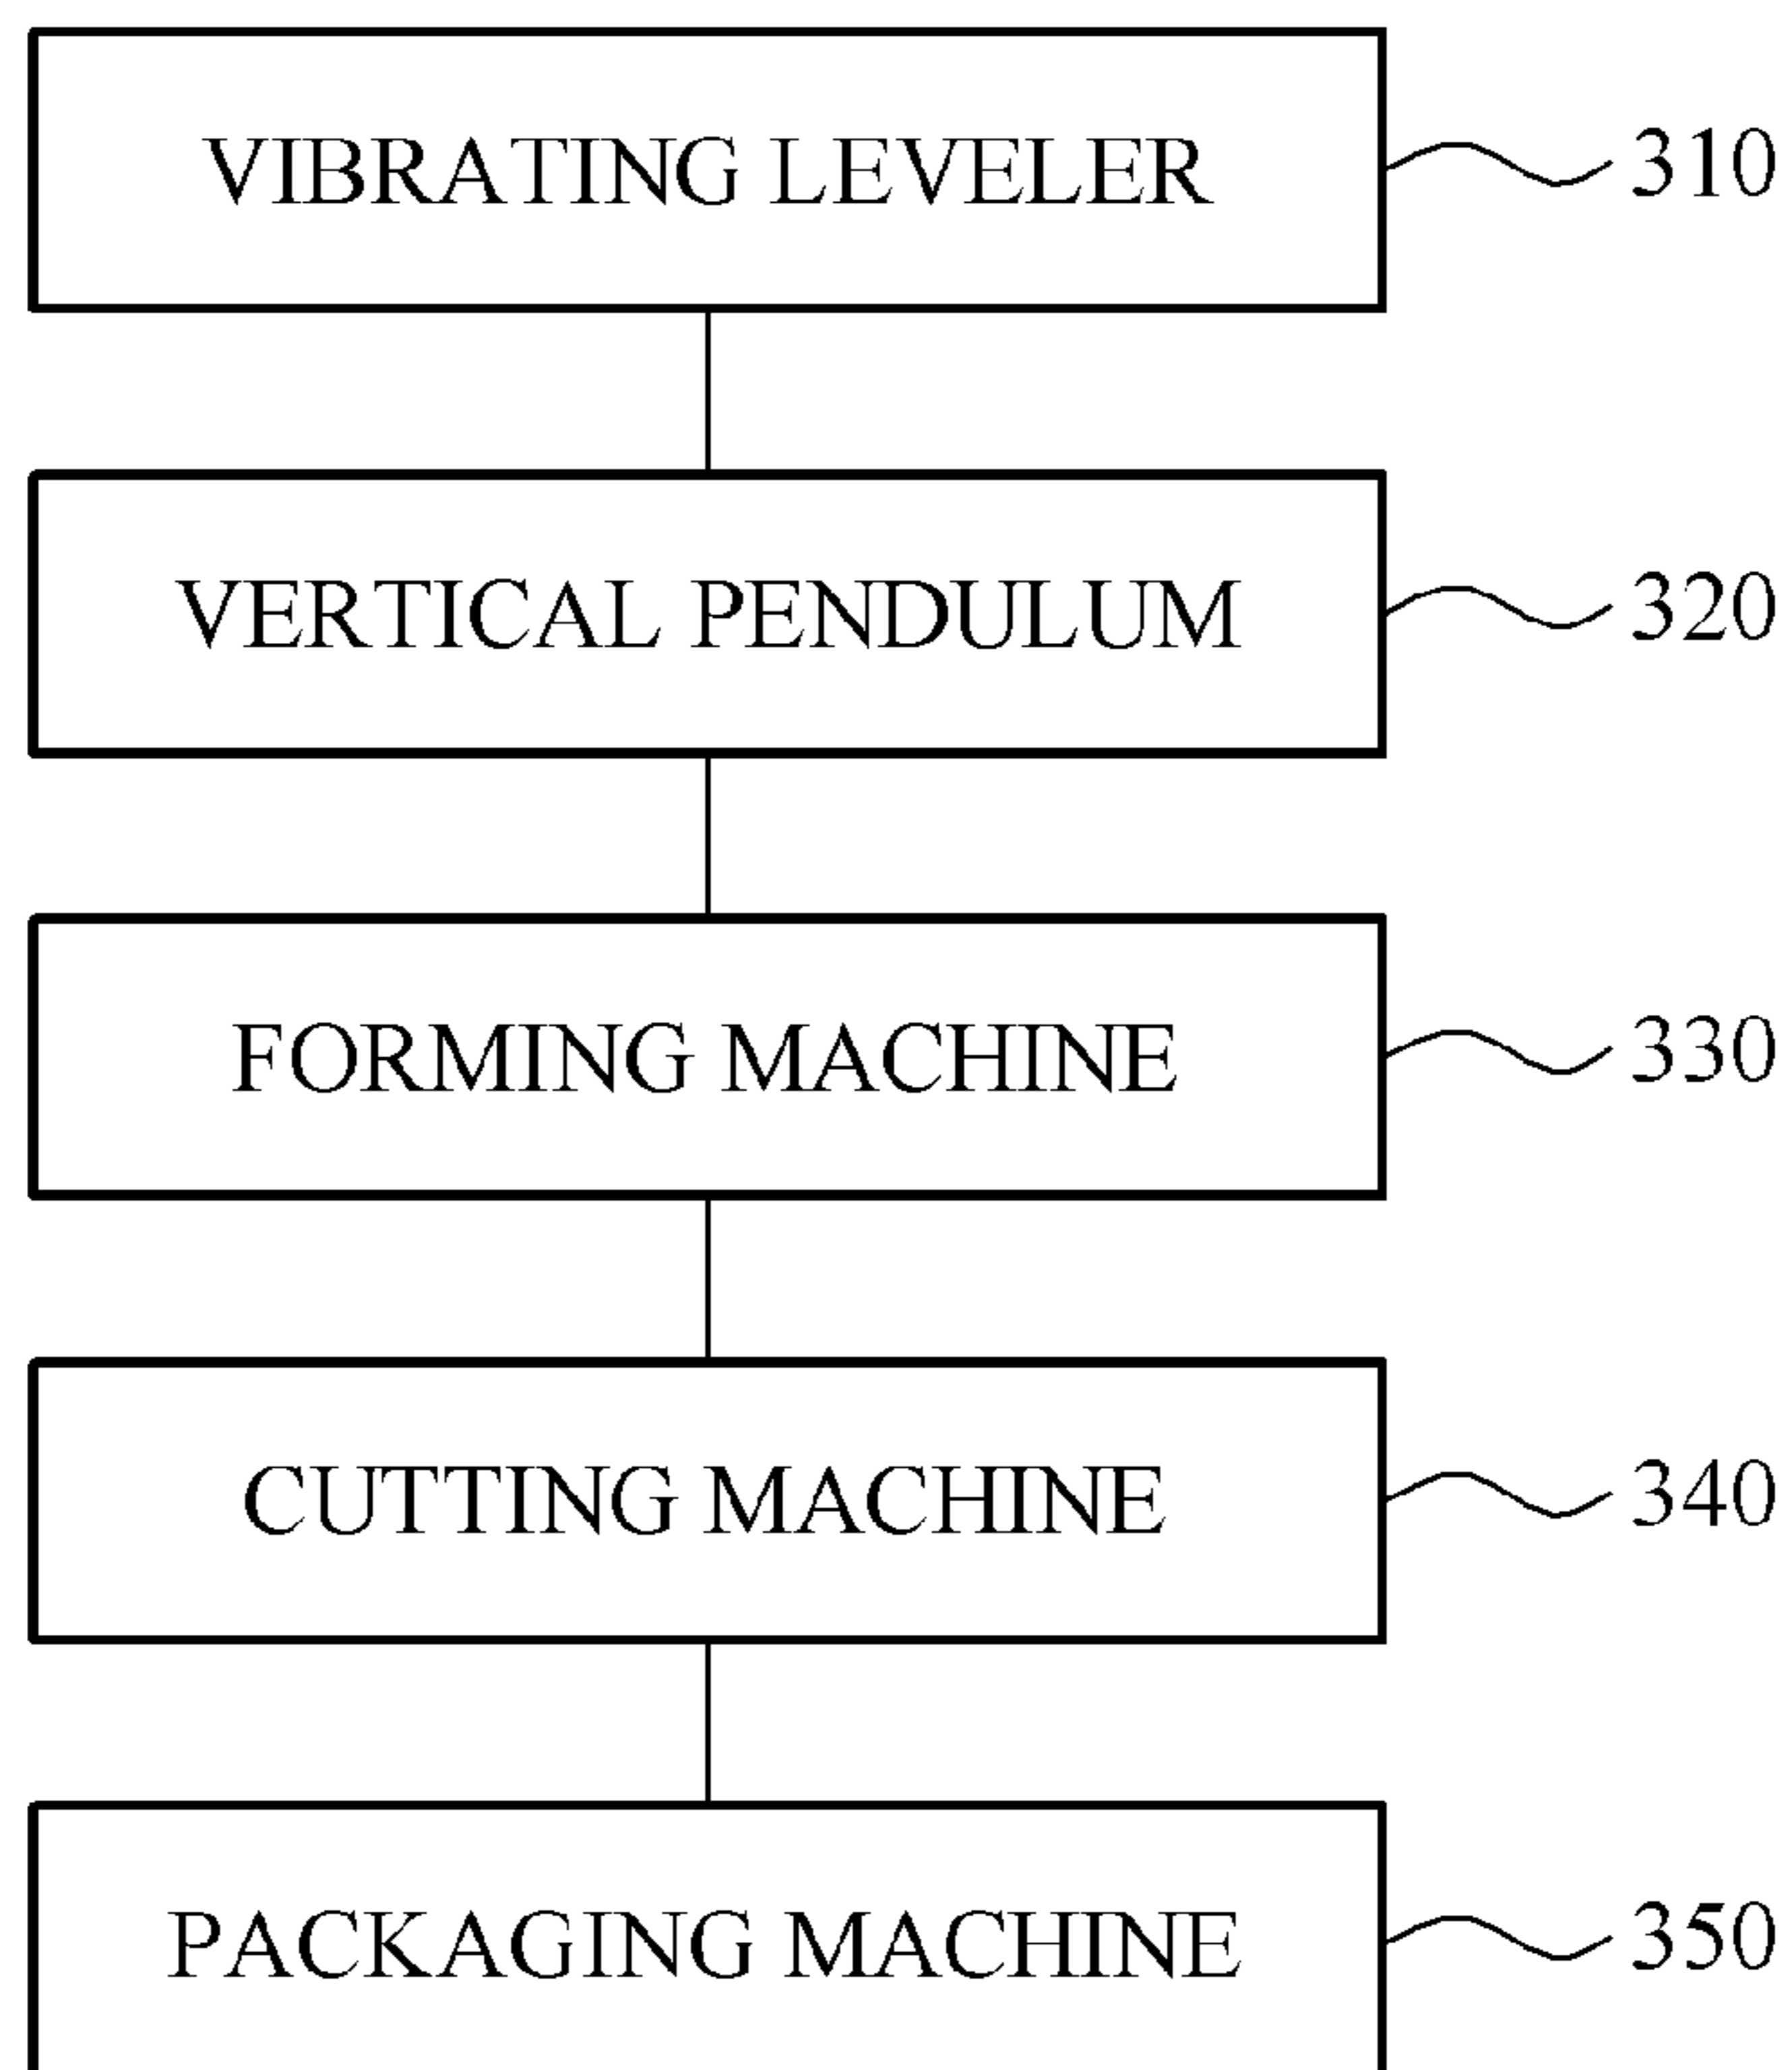 VIBRATING LEVELER 310
VERTICAL PENDULUM 320
FORMING MACHINE 330
CUTTING MACHINE 340
PACKAGING MACHINE 350